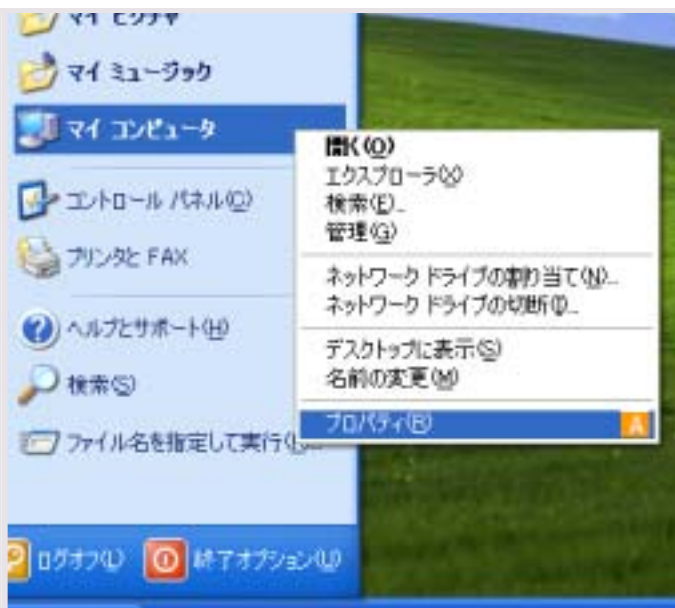 マイ ピクチャ
マイ ミュージック
マイ コンピュータ
コントロール パネル(C)
プリンタと FAX
ヘルプとサポート(H)
検索(S)
ファイル名を指定して実行(R)...
ログオフ(L)
終了オプション(U)
開く(O)
エクスプローラ(X)
検索(E)...
管理(G)
ネットワーク ドライブの割り当て(N)...
ネットワーク ドライブの切断(I)...
デスクトップに表示(S)
名前の変更(M)
プロパティ(R)
A